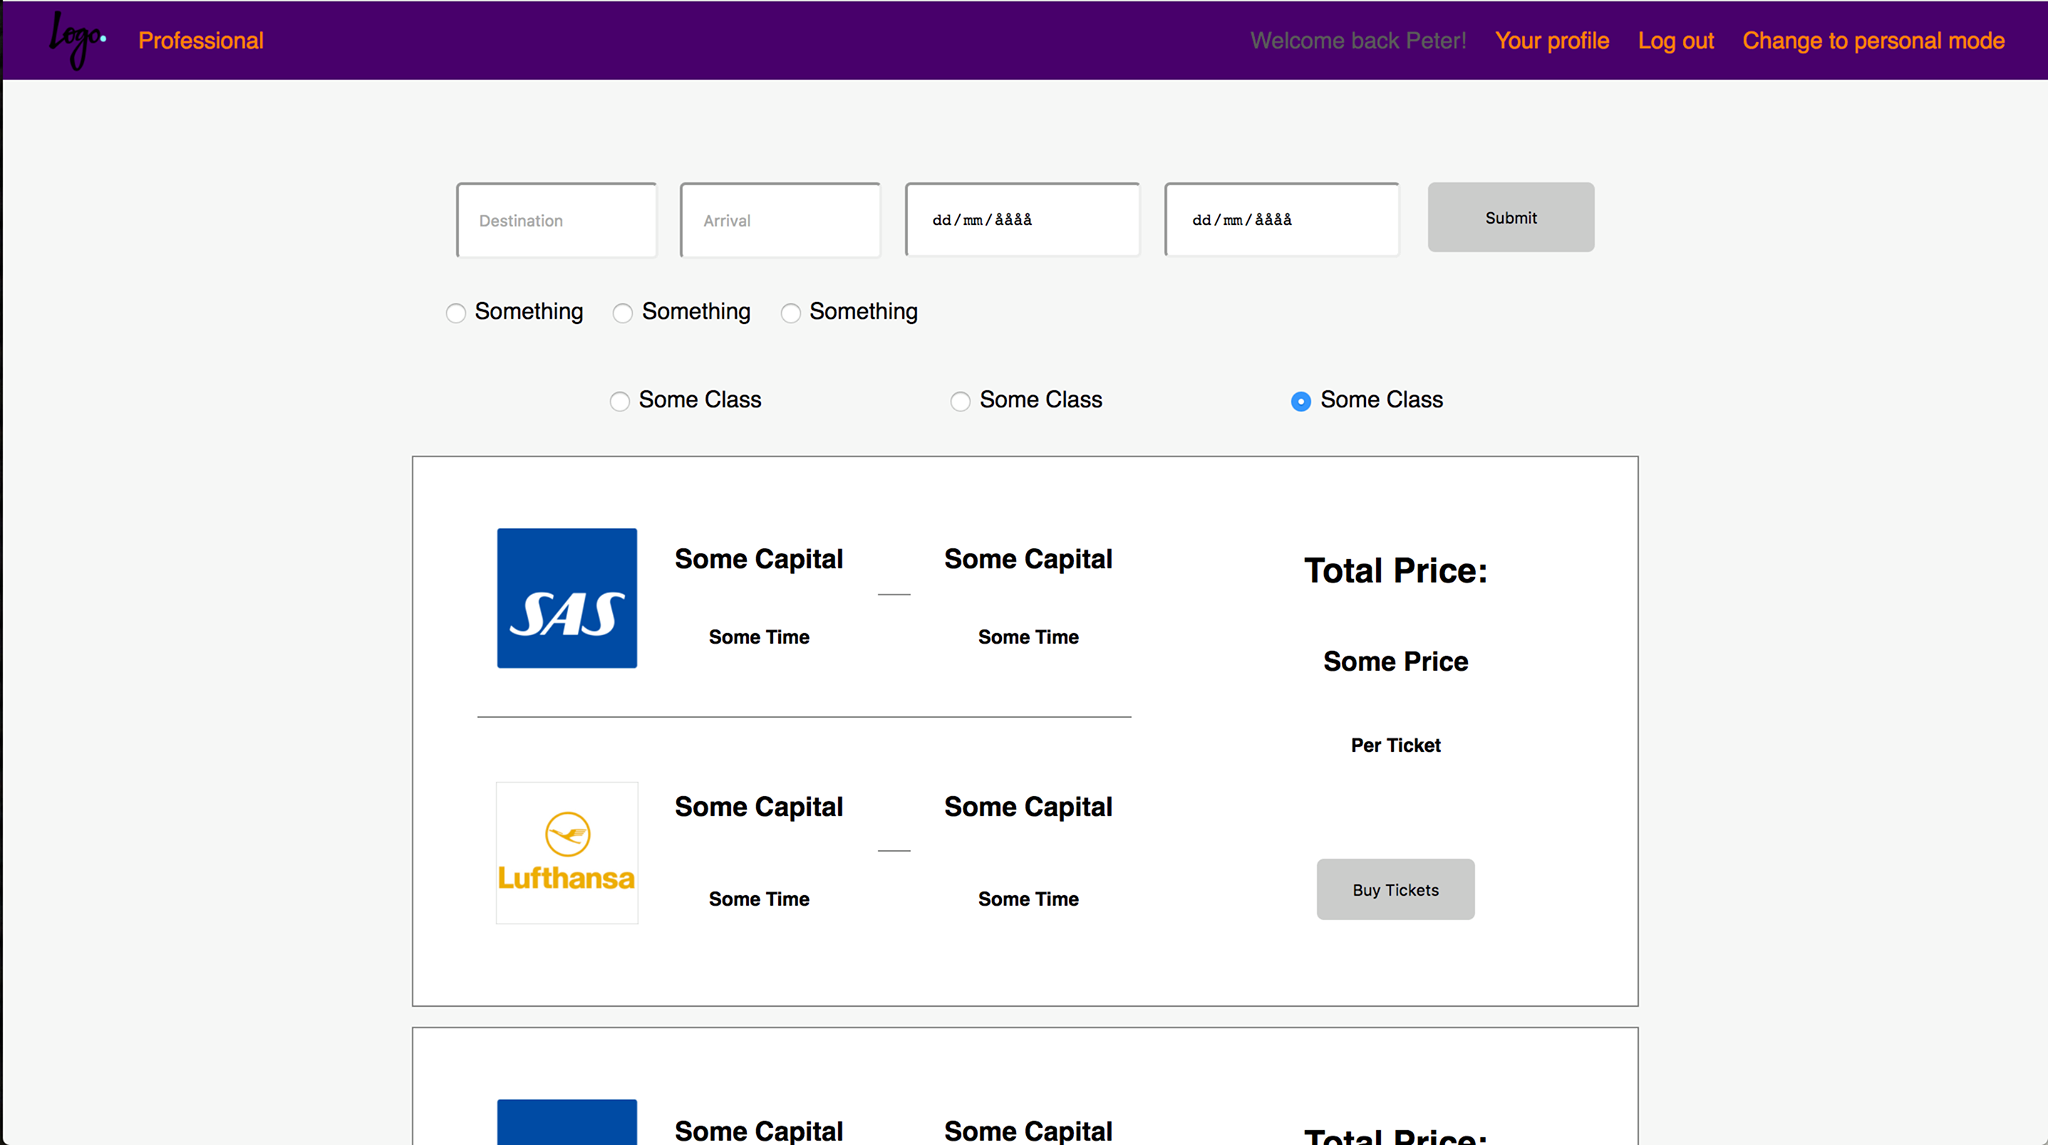 Logo. Professional Welcome back Peter! Your profile Log out Change to personal mode
Destination Arrival dd/mm/åååå dd/mm/åååå Submit
Something Something Something
Some Class Some Class Some Class
SAS
Some Capital Some Capital
Some Time Some Time
Lufthansa
Some Capital Some Capital
Some Time Some Time
Total Price:
Some Price
Per Ticket
Buy Tickets
Some Capital Some Capital
Total Price: